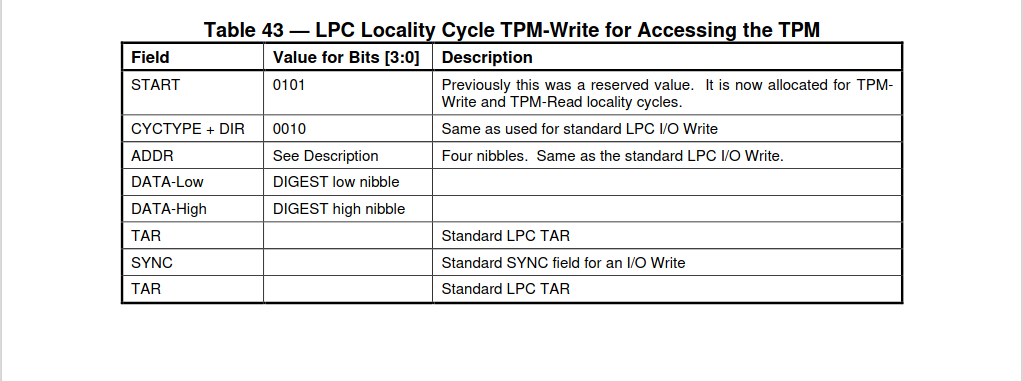 Table 43 — LPC Locality Cycle TPM-Write for Accessing the TPM
Field Value for Bits [3:0] Description
START 0101 Previously this was a reserved value. It is now allocated for TPM-
Write and TPM-Read locality cycles.
CYCTYPE + DIR 0010 Same as used for standard LPC I/O Write
ADDR See Description Four nibbles. Same as the standard LPC I/O Write.
DATA-Low DIGEST low nibble
DATA-High DIGEST high nibble
TAR Standard LPC TAR
SYNC Standard SYNC field for an I/O Write
TAR Standard LPC TAR